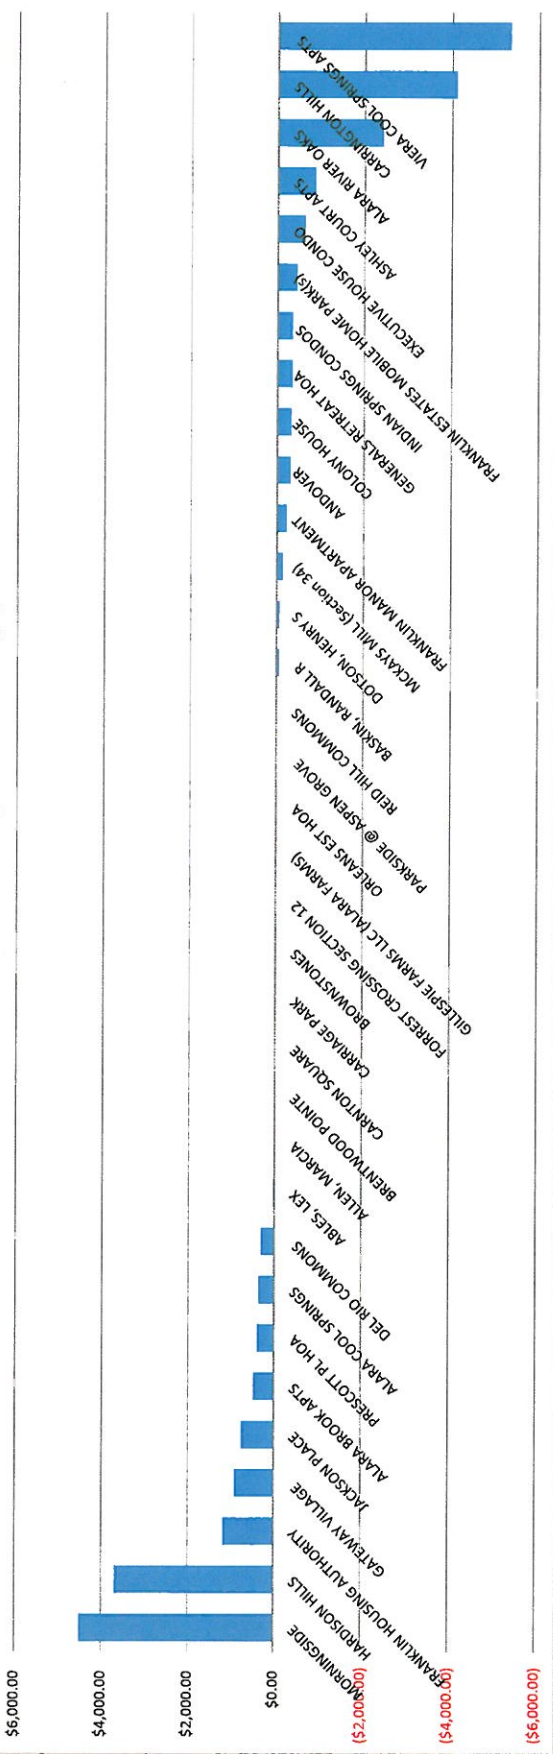 $6,000.00
$4,000.00
$2,000.00
$0.00
($2,000.00)
($4,000.00)
($6,000.00)
MORNINGSIDE
HARDISON HILLS
FRANKLIN HOUSING AUTHORITY
GATEWAY VILLAGE
JACKSON PLACE
ALARA BROOK APTS
PRESCOTT PL HOA
ALARA COOL SPRINGS
DEL RIO COMMONS
ABLES, LEX
ALLEN, MARCIA
BRENTWOOD POINTE
CARNTON SQUARE
CARRIAGE PARK
BROWNSTONES
FORREST CROSSING SECTION 12
GILLESPIE FARMS LLC (ALARA FARMS)
ORLEANS EST HOA
PARKSIDE @ ASPEN GROVE
REID HILL COMMONS
BASKIN, RANDALL R
DOTSON, HENRY S
MCKAYS MILL (Section 34)
FRANKLIN MANOR APARTMENT
ANDOVER
COLONY HOUSE
GENERALS RETREAT HOA
INDIAN SPRINGS CONDOS
FRANKLIN ESTATES MOBILE HOME PARK(S)
EXECUTIVE HOUSE CONDO
ASHLEY COURT APTS
ALARA RIVER OAKS
CARRINGTON HILLS
VIERA COOL SPRINGS APTS